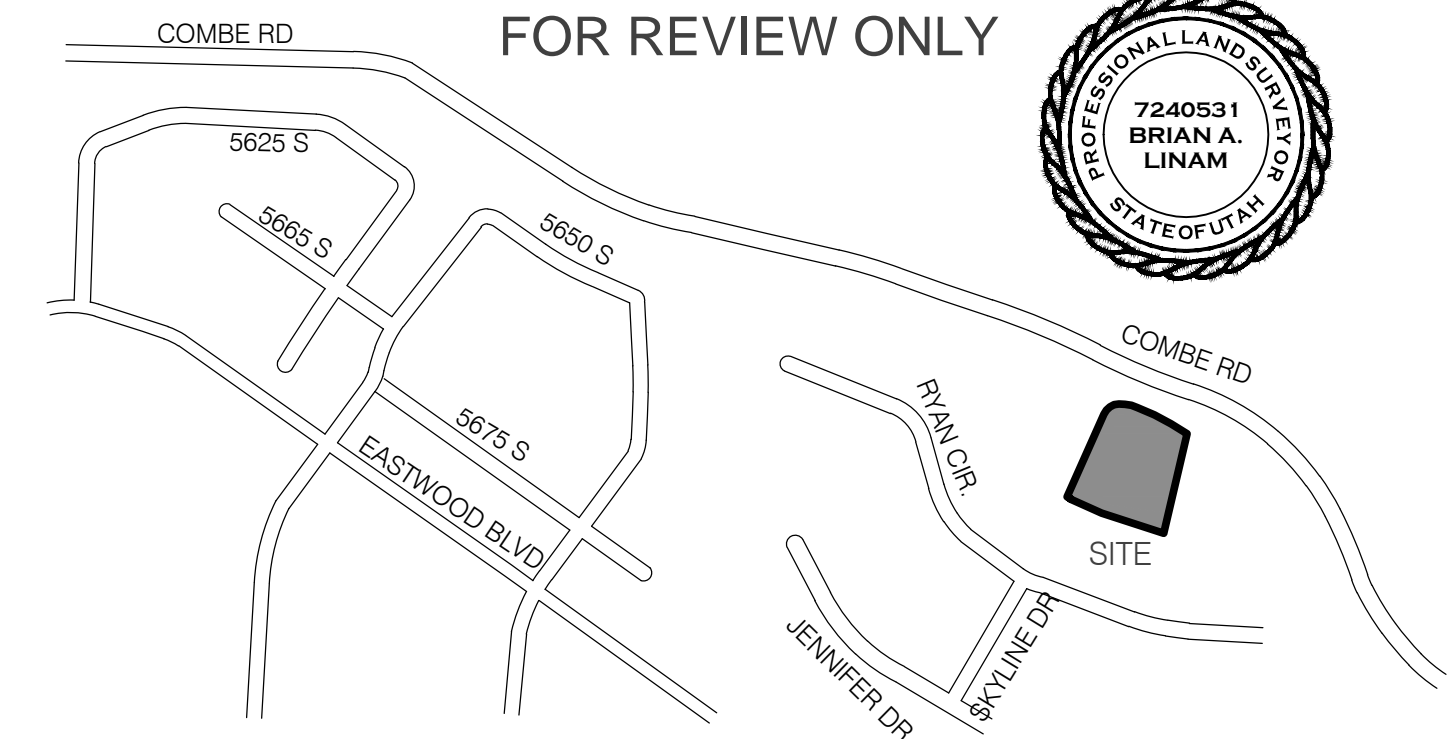 FOR REVIEW ONLY
COMBE RD
PROFESSIONAL LAND SURVEYOR
7240531
BRIAN A.
LINAM
STATE OF UTAH
5625 S
5665 S
5650 S
COMBE RD
RYAN CIR.
5675 S
EASTWOOD BLVD
SITE
JENNIFER DR
SKYLINE DR